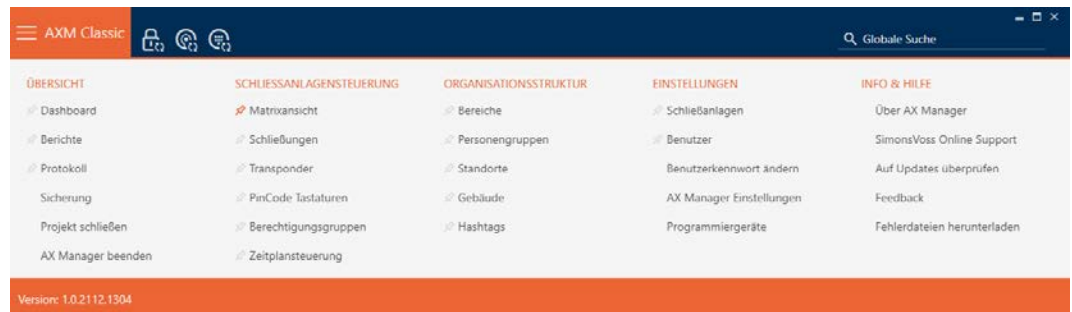 AXM Classic
Globale Suche
ÜBERSICHT
Dashboard
Berichte
Protokoll
Sicherung
Projekt schließen
AX Manager beenden
SCHLIESSANLAGENSTEUERUNG
Matrixansicht
Schließungen
Transponder
PinCode Tastaturen
Berechtigungsgruppen
Zeitplansteuerung
ORGANISATIONSSTRUKTUR
Bereiche
Personengruppen
Standorte
Gebäude
Hashtags
EINSTELLUNGEN
Schließanlagen
Benutzer
Benutzerkennwort ändern
AX Manager Einstellungen
Programmiergeräte
INFO & HILFE
Über AX Manager
SimonsVoss Online Support
Auf Updates überprüfen
Feedback
Fehlerdateien herunterladen
Version: 1.0.2112.1304